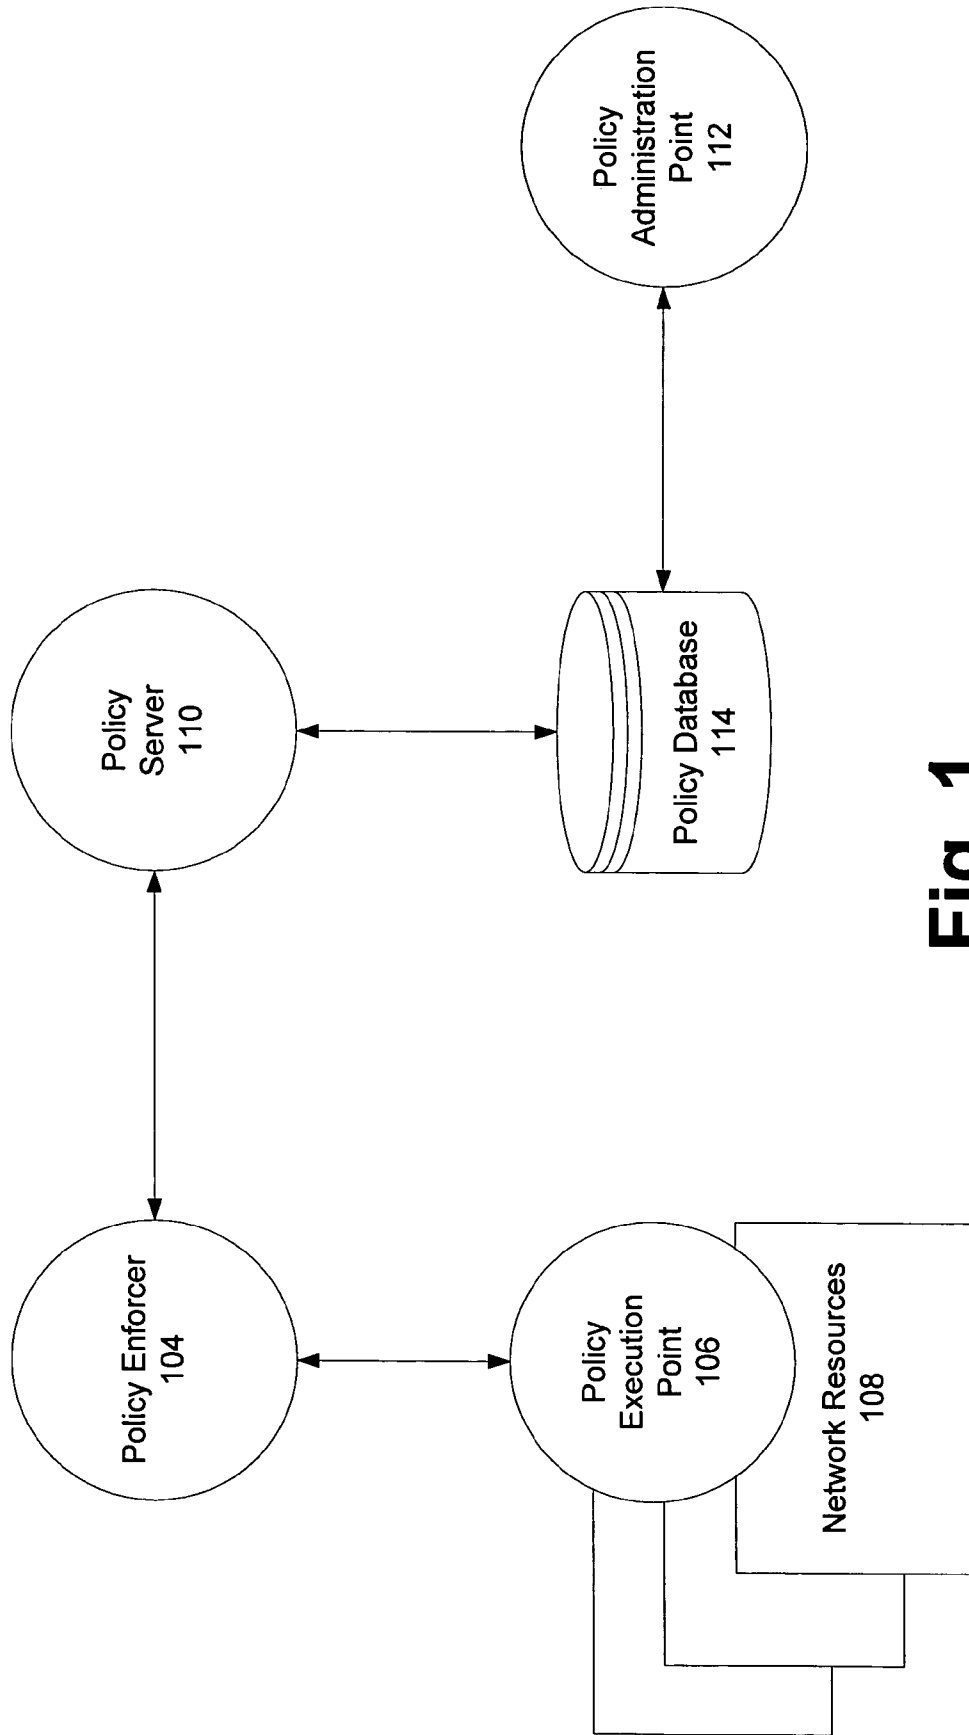 Policy Enforcer
104
Policy
Server
110
Policy
Execution
Point
106
Network Resources
108
Policy Database
114
Policy
Administration
Point
112
Fig. 1